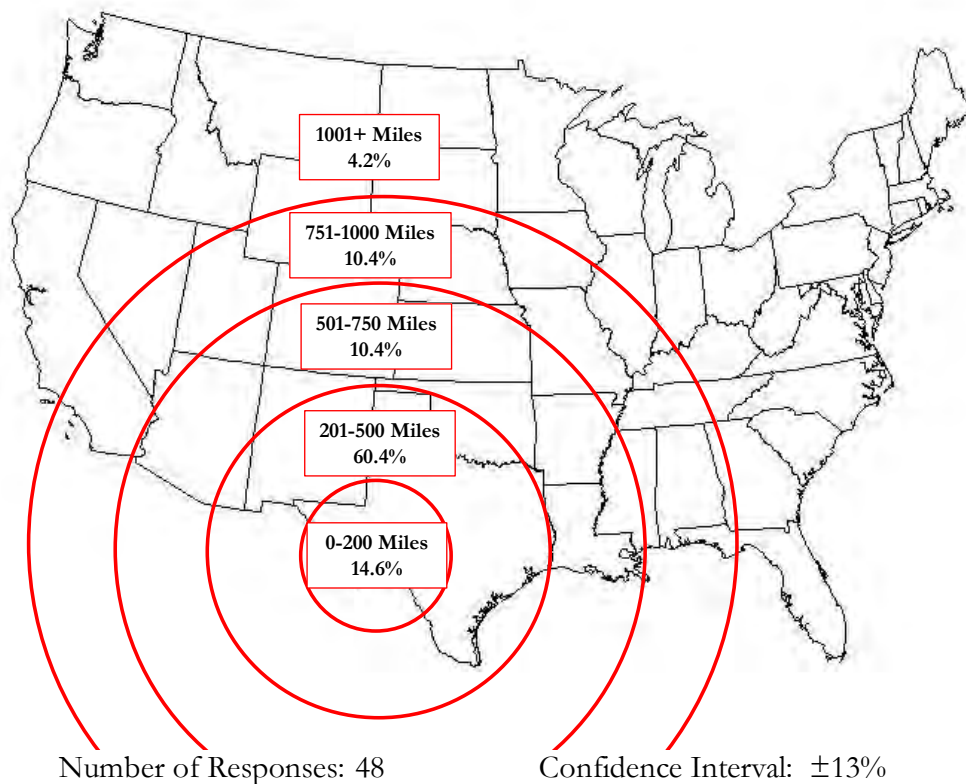 1001+ Miles
4.2%
751-1000 Miles
10.4%
501-750 Miles
10.4%
201-500 Miles
60.4%
0-200 Miles
14.6%
Number of Responses: 48
Confidence Interval: ±13%